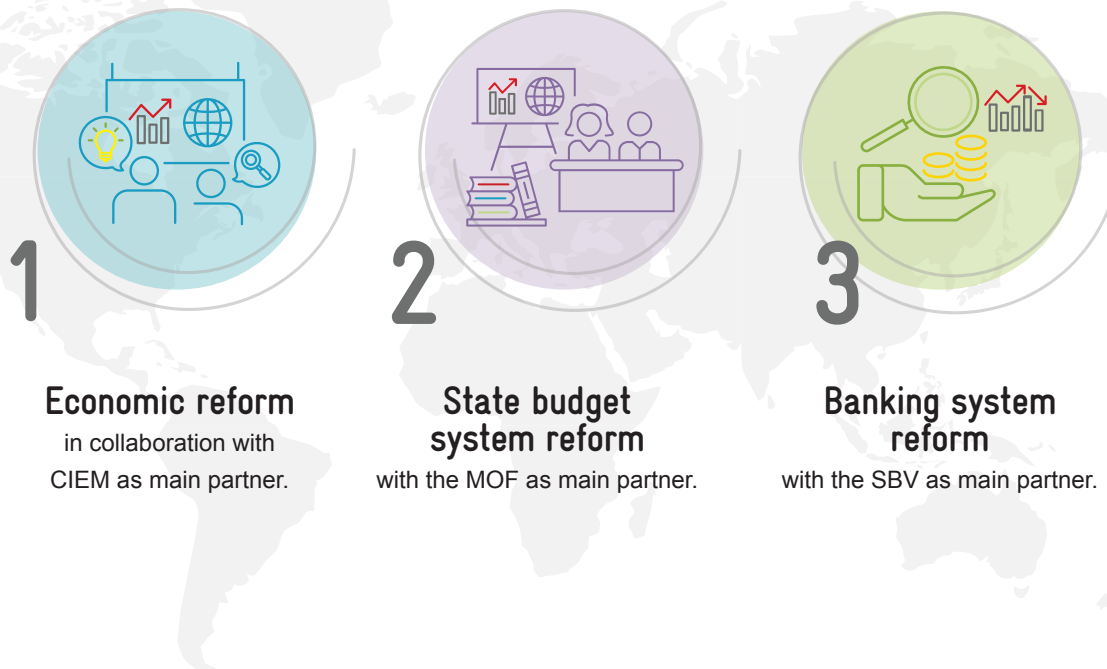 1
Economic reform
in collaboration with
CIEM as main partner.
2
State budget
system reform
with the MOF as main partner.
3
Banking system
reform
with the SBV as main partner.